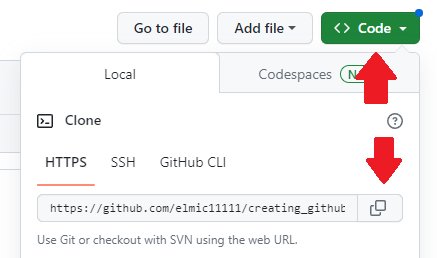 Go to file Add file <> Code
Local Codespaces N
Clone
HTTPS SSH GitHub CLI
https://github.com/elmic11111/creating_github
Use Git or checkout with SVN using the web URL.